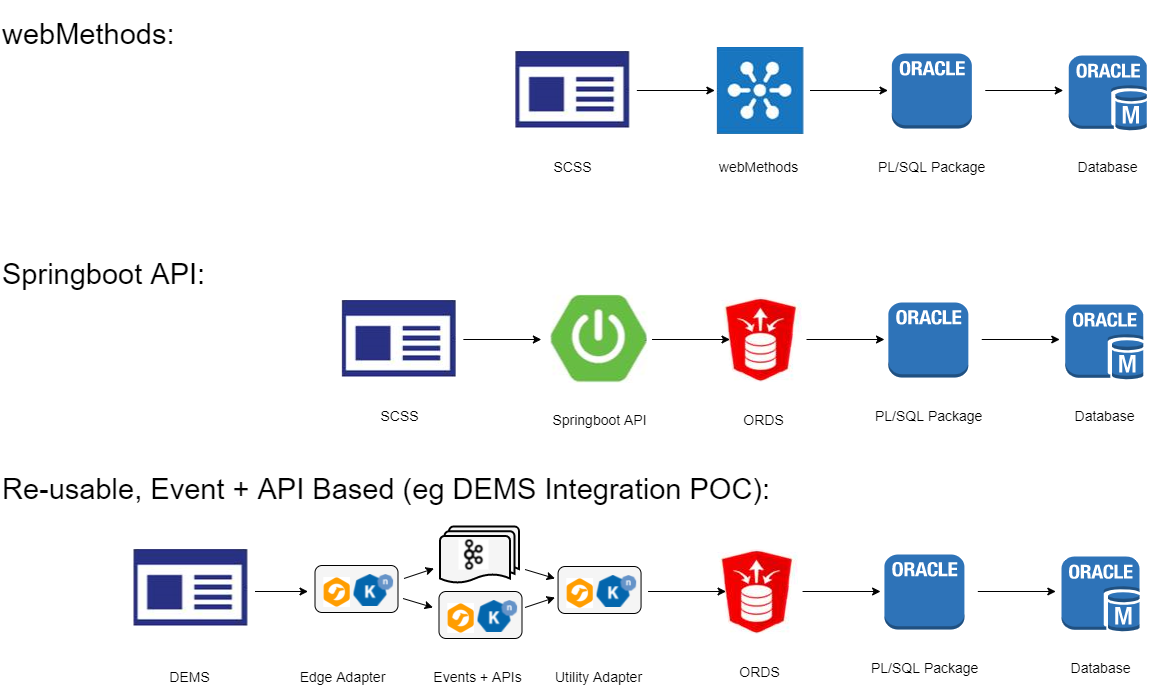 webMethods:
ORACLE
ORACLE
M
SCSS
webMethods
PL/SQL Package
Database
Springboot API:
ORACLE
ORACLE
M
SCSS
Springboot API
ORDS
PL/SQL Package
Database
Re-usable, Event + API Based (eg DEMS Integration POC):
K n
K n
K n
ORACLE
ORACLE
M
DEMS
Edge Adapter
Events + APIs
Utility Adapter
ORDS
PL/SQL Package
Database